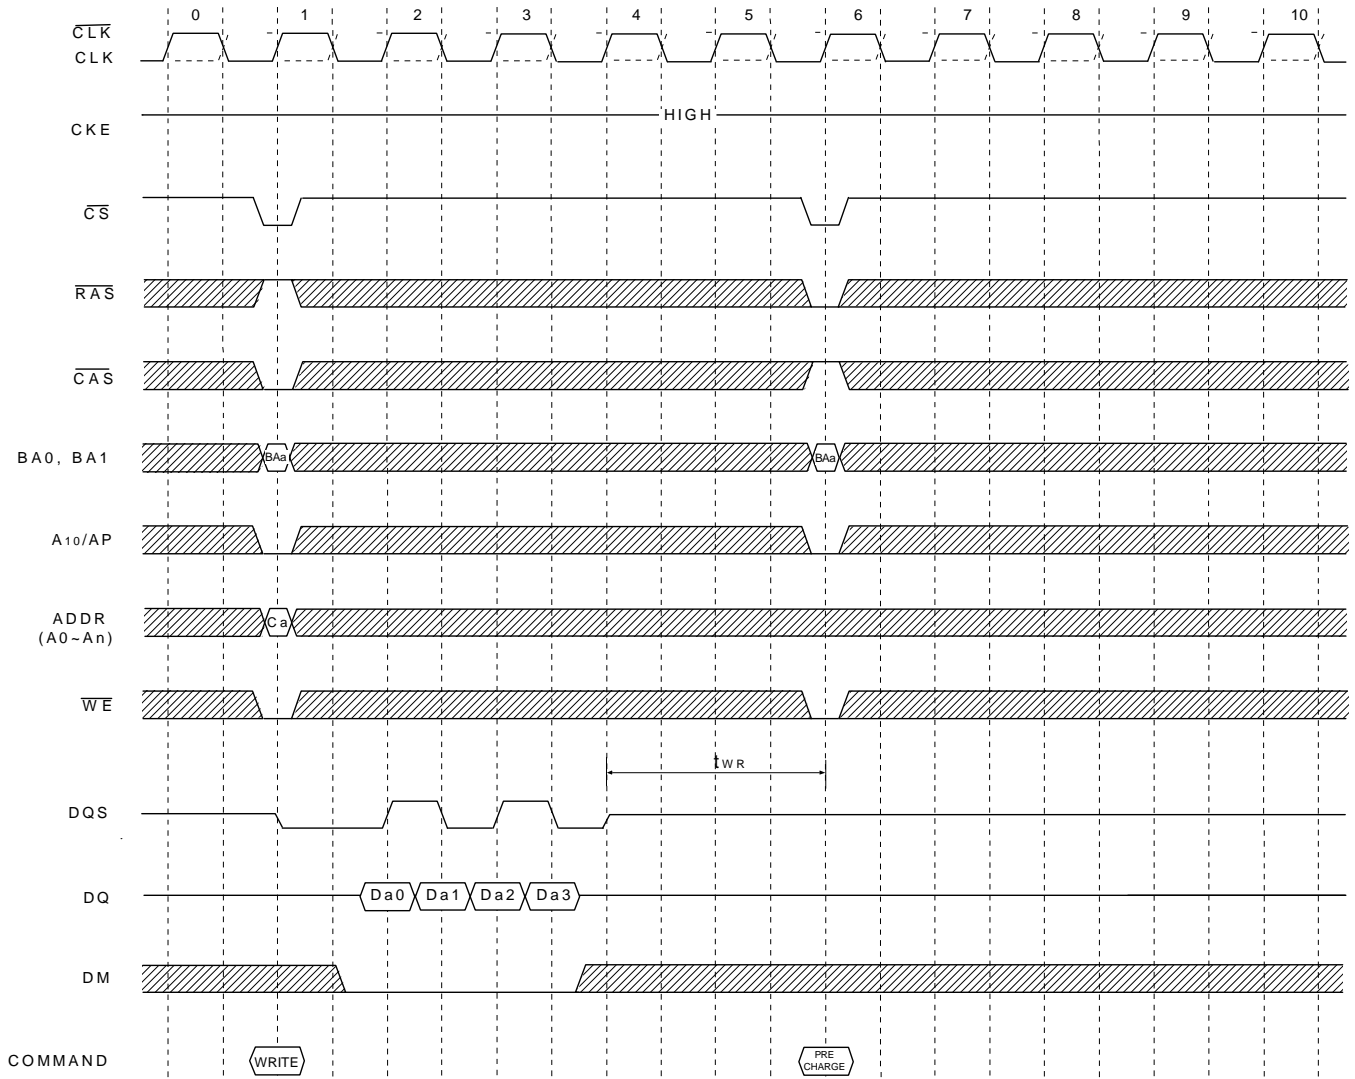 0 1 2 3 4 5 6 7 8 9 10
CLK
CLK
HIGH
CKE
CS
RAS
CAS
BA0, BA1 BAa BAa
A10/AP
ADDR Ca
(A0~An)
WE
tWR
DQS
DQ Da0 Da1 Da2 Da3
DM
COMMAND WRITE PRE CHARGE